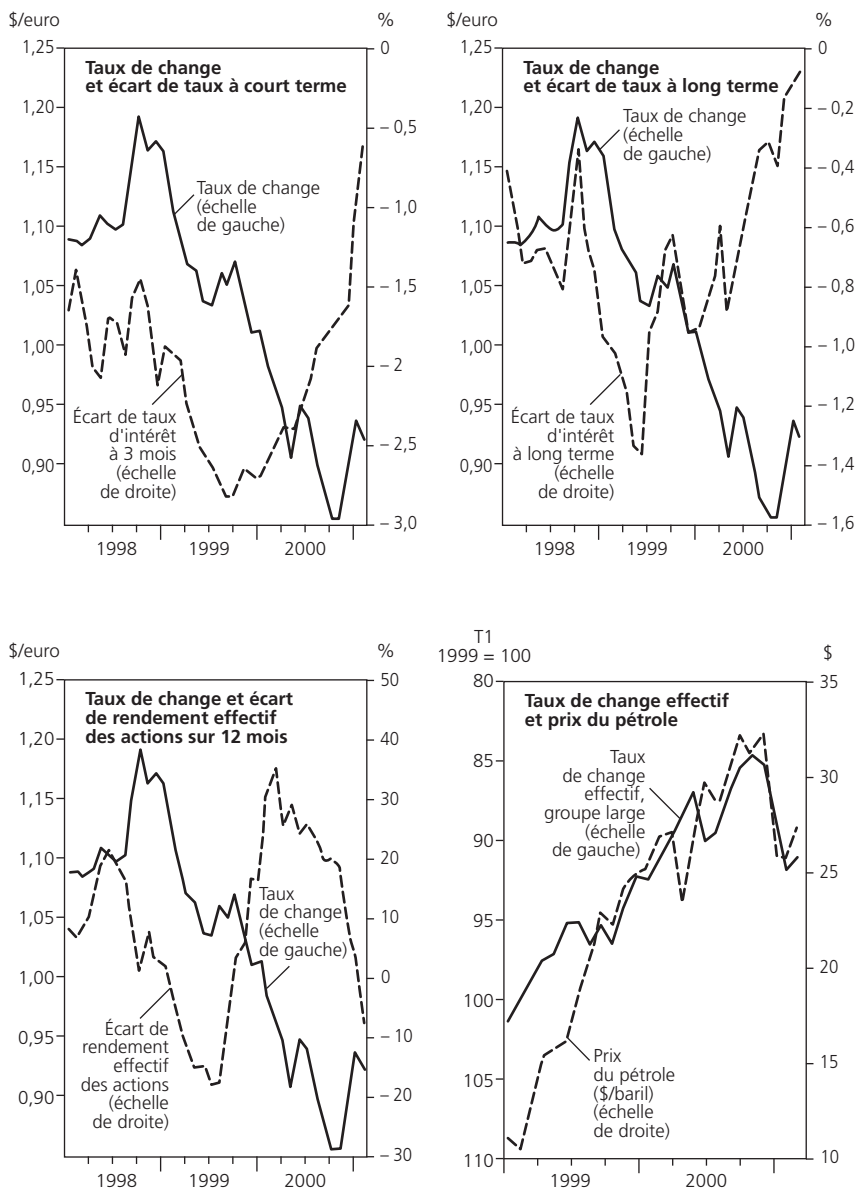 $/euro
%
Taux de change
et écart de taux à court terme
1,25
1,20
1,15
1,10
1,05
1,00
0,95
0,90
0
– 0,5
– 1,0
– 1,5
– 2
– 2,5
– 3,0
Taux de change
(échelle
de gauche)
Écart de taux
d'intérêt
à 3 mois
(échelle
de droite)
1998
1999
2000
$/euro
%
Taux de change
et écart de taux à long terme
1,25
1,20
1,15
1,10
1,05
1,00
0,95
0,90
0
– 0,2
– 0,4
– 0,6
– 0,8
– 1,0
– 1,2
– 1,4
– 1,6
Taux de change
(échelle
de gauche)
Écart de taux
d'intérêt
à long terme
(échelle
de droite)
1998
1999
2000
$/euro
%
Taux de change et écart
de rendement effectif
des actions sur 12 mois
1,25
1,20
1,15
1,10
1,05
1,00
0,95
0,90
50
40
30
20
10
0
– 10
– 20
– 30
Taux
de change
(échelle
de gauche)
Écart de
rendement
effectif
des actions
(échelle
de droite)
1998
1999
2000
T1
1999 = 100
$
Taux de change effectif
et prix du pétrole
80
85
90
95
100
105
110
35
30
25
20
15
10
Taux
de change
effectif,
groupe large
(échelle
de gauche)
Prix
du pétrole
($/baril)
(échelle
de droite)
1999
2000